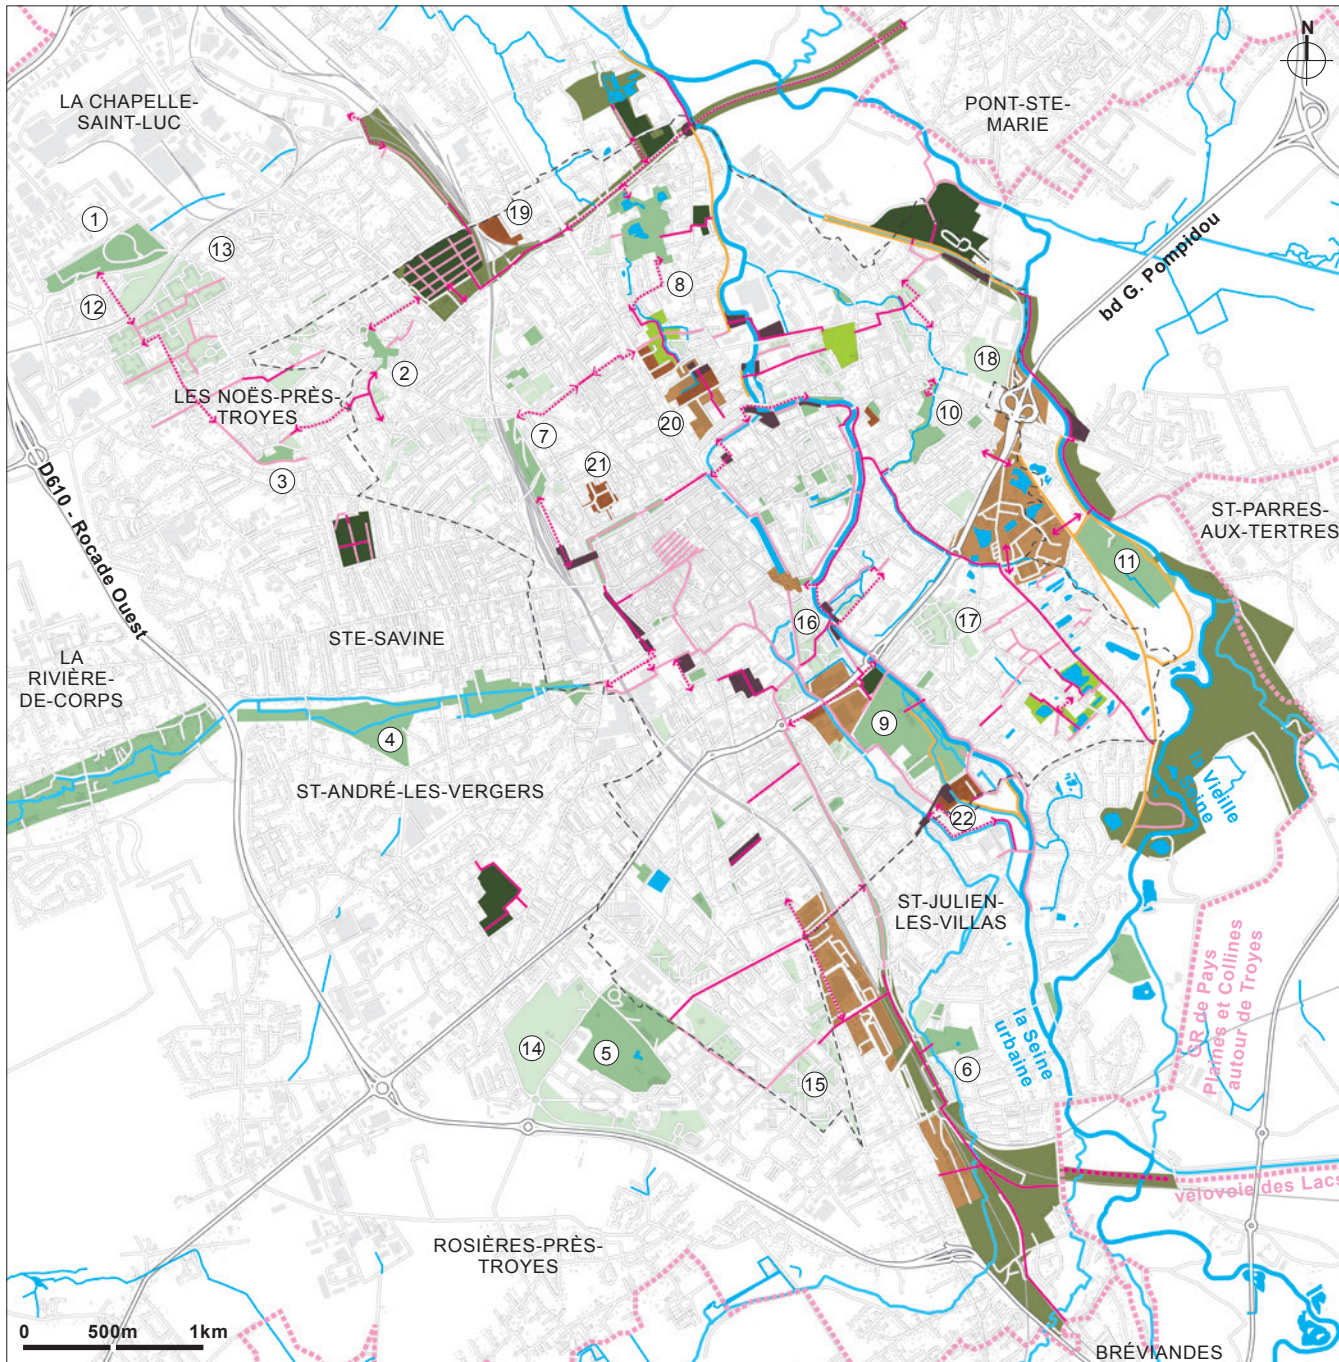 N
LA CHAPELLE-
SAINT-LUC
PONT-STE-
MARIE
1
13
19
12
8
bd G. Pompidou
2
LES NOËS-PRÈS-
TROYES
18
10
20
7
3
21
D610 - Rocade Ouest
ST-PARRES-
AUX-TERTRES
11
16
17
STE-SAVINE
LA
RIVIÈRE-
DE-CORPS
4
9
ST-ANDRÉ-LES-VERGERS
la Vieille
Seine
22
ST-JULIEN-
LES-VILLAS
GR de Pays
Plaines et Collines
autour de Troyes
la Seine
urbaine
14
5
6
15
vélovoie des Lacs
ROSIÈRES-PRÈS-
TROYES
0 500m 1km
BRÉVIANDES